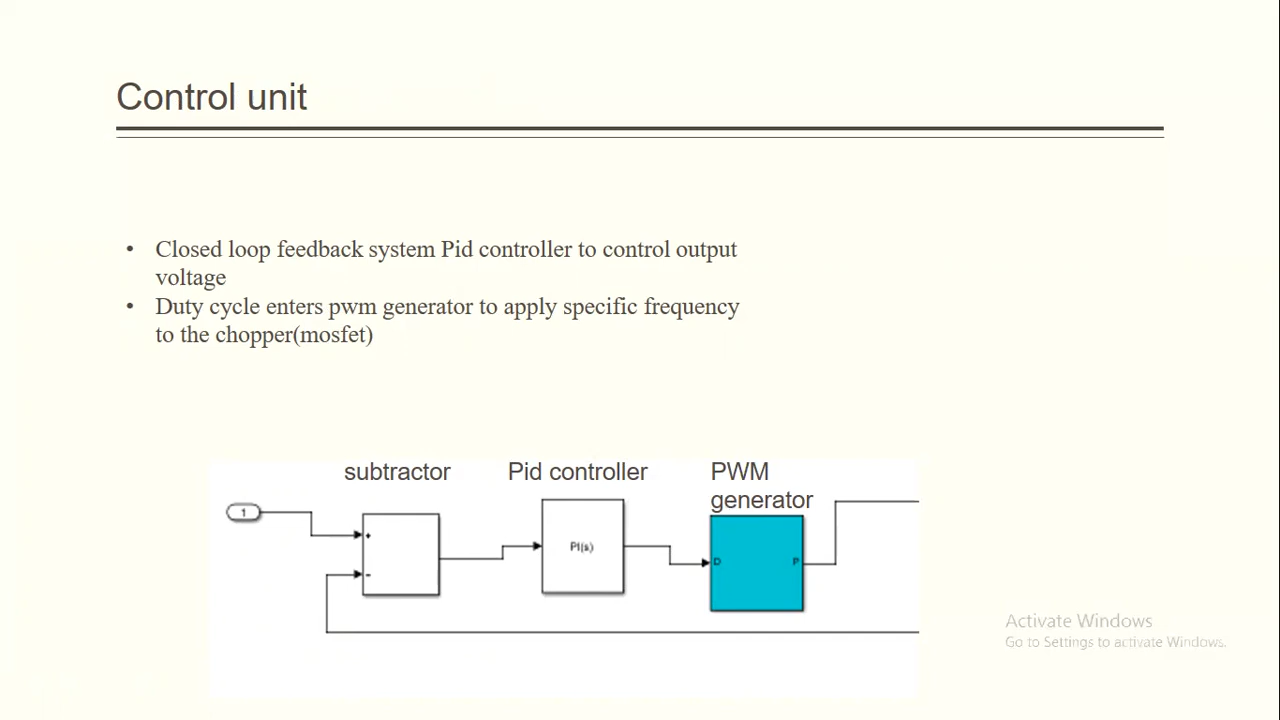 Control unit
• Closed loop feedback system Pid controller to control output
voltage
• Duty cycle enters pwm generator to apply specific frequency
to the chopper(mosfet)
subtractor
Pid controller
PWM
generator
1
+
-
PI(s)
D
P
Activate Windows
Go to Settings to activate Windows.